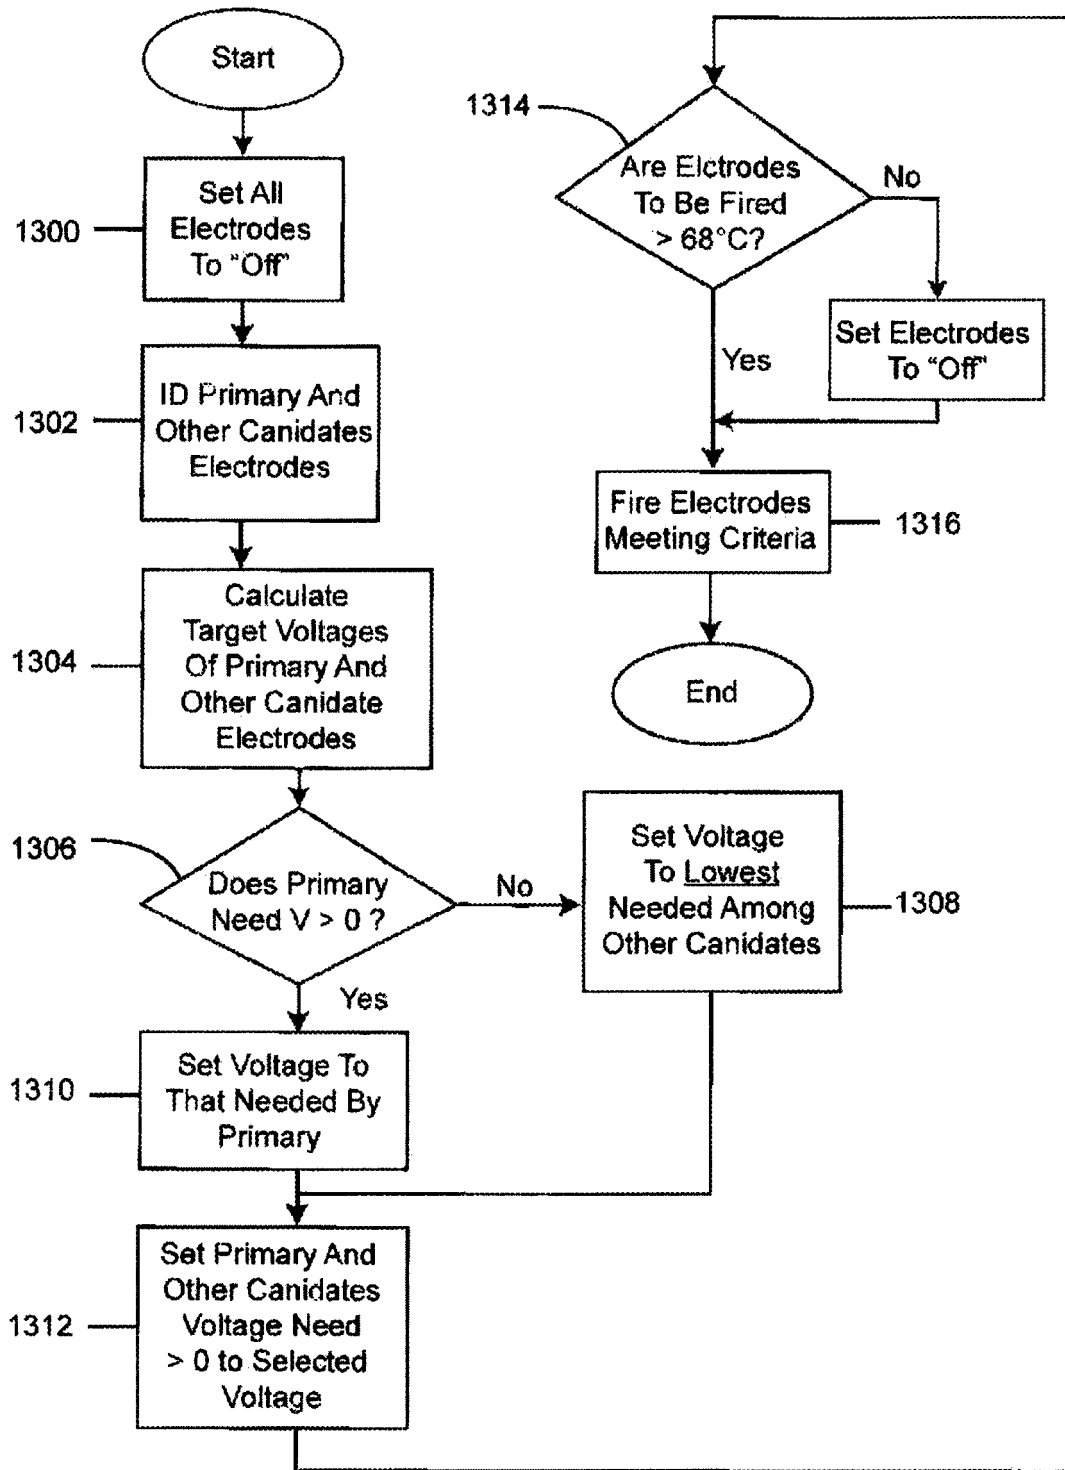 Start
1300
Set All
Electrodes
To “Off”
1302
ID Primary And
Other Canidates
Electrodes
1304
Calculate
Target Voltages
Of Primary And
Other Canidate
Electrodes
1306
Does Primary
Need V > 0 ?
No
Yes
Set Voltage
To Lowest
Needed Among
Other Canidates
1308
1310
Set Voltage To
That Needed By
Primary
1312
Set Primary And
Other Canidates
Voltage Need
> 0 to Selected
Voltage
1314
Are Elctrodes
To Be Fired
> 68°C?
No
Yes
Set Electrodes
To “Off”
Fire Electrodes
Meeting Criteria
1316
End